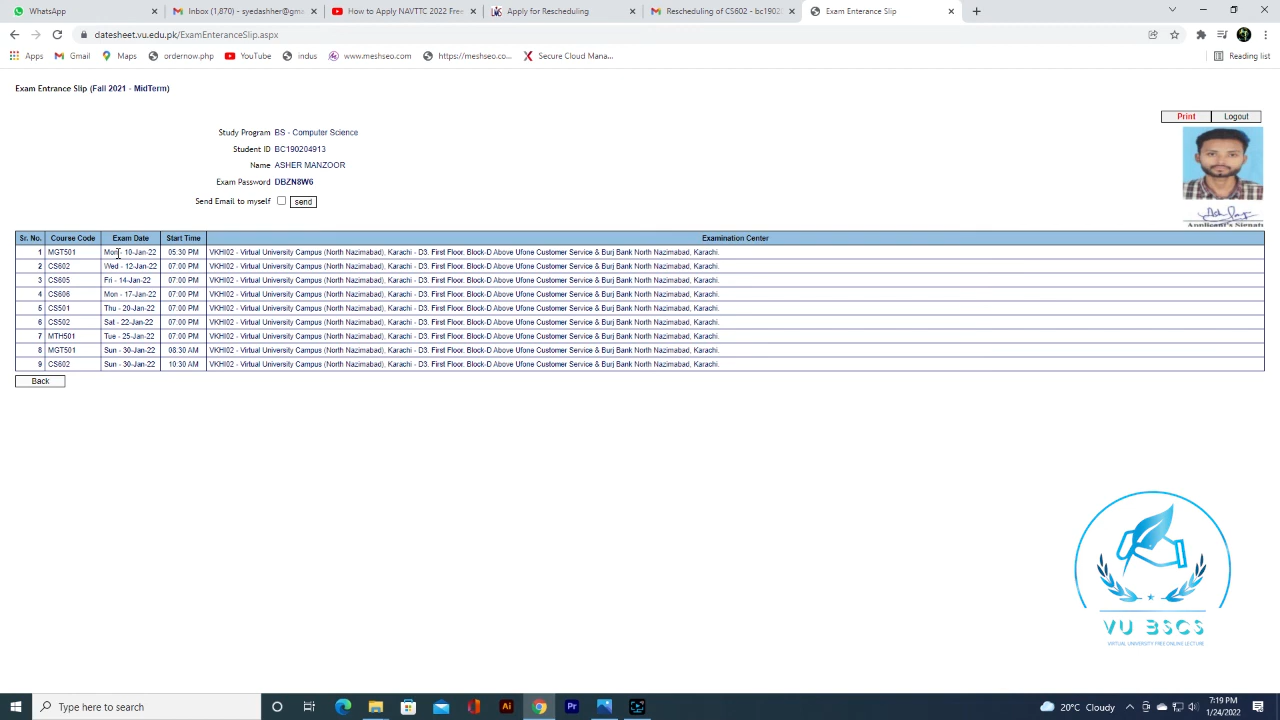 WhatsApp
Inbox (1,870) - syedashher@gma
How to Apply NAVTTC 2022 Free
Apply for Rescheduling
Rescheduling of CS602 - bc1902
Exam Enterance Slip
datesheet.vu.edu.pk/ExamEnteranceSlip.aspx
Apps
Gmail
Maps
ordernow.php
YouTube
indus
www.meshseo.com
https://meshseo.co...
Secure Cloud Mana...
Reading list
Exam Entrance Slip (Fall 2021 - MidTerm)
Print
Logout
Study Program BS - Computer Science
Student ID BC190204913
Name ASHER MANZOOR
Exam Password DBZN8W6
Send Email to myself send
Sr. No. Course Code Exam Date Start Time Examination Center
1 MGT501 Mon - 10-Jan-22 05:30 PM VKHI02 - Virtual University Campus (North Nazimabad), Karachi - D3. First Floor. Block-D Above Ufone Customer Service & Burj Bank North Nazimabad, Karachi.
2 CS602 Wed - 12-Jan-22 07:00 PM VKHI02 - Virtual University Campus (North Nazimabad), Karachi - D3. First Floor. Block-D Above Ufone Customer Service & Burj Bank North Nazimabad, Karachi.
3 CS605 Fri - 14-Jan-22 07:00 PM VKHI02 - Virtual University Campus (North Nazimabad), Karachi - D3. First Floor. Block-D Above Ufone Customer Service & Burj Bank North Nazimabad, Karachi.
4 CS606 Mon - 17-Jan-22 07:00 PM VKHI02 - Virtual University Campus (North Nazimabad), Karachi - D3. First Floor. Block-D Above Ufone Customer Service & Burj Bank North Nazimabad, Karachi.
5 CS501 Thu - 20-Jan-22 07:00 PM VKHI02 - Virtual University Campus (North Nazimabad), Karachi - D3. First Floor. Block-D Above Ufone Customer Service & Burj Bank North Nazimabad, Karachi.
6 CS502 Sat - 22-Jan-22 07:00 PM VKHI02 - Virtual University Campus (North Nazimabad), Karachi - D3. First Floor. Block-D Above Ufone Customer Service & Burj Bank North Nazimabad, Karachi.
7 MTH501 Tue - 25-Jan-22 07:00 PM VKHI02 - Virtual University Campus (North Nazimabad), Karachi - D3. First Floor. Block-D Above Ufone Customer Service & Burj Bank North Nazimabad, Karachi.
8 MGT501 Sun - 30-Jan-22 08:30 AM VKHI02 - Virtual University Campus (North Nazimabad), Karachi - D3. First Floor. Block-D Above Ufone Customer Service & Burj Bank North Nazimabad, Karachi.
9 CS602 Sun - 30-Jan-22 10:30 AM VKHI02 - Virtual University Campus (North Nazimabad), Karachi - D3. First Floor. Block-D Above Ufone Customer Service & Burj Bank North Nazimabad, Karachi.
Back
VU BSCS
VIRTUAL UNIVERSITY FREE ONLINE LECTURE
Type here to search
Ai
Pr
20°C Cloudy
7:19 PM
1/24/2022